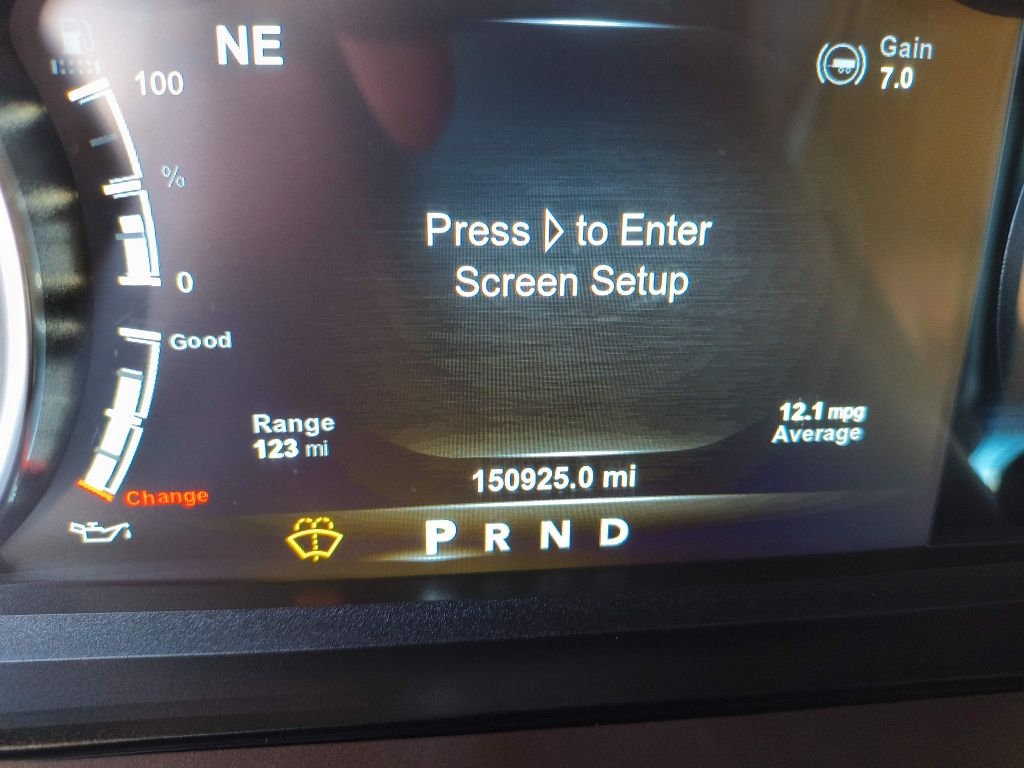 NE
Gain
7.0
100
%
0
Press ▷ to Enter
Screen Setup
Good
Change
Range
123 mi
12.1 mpg
Average
150925.0 mi
P R N D